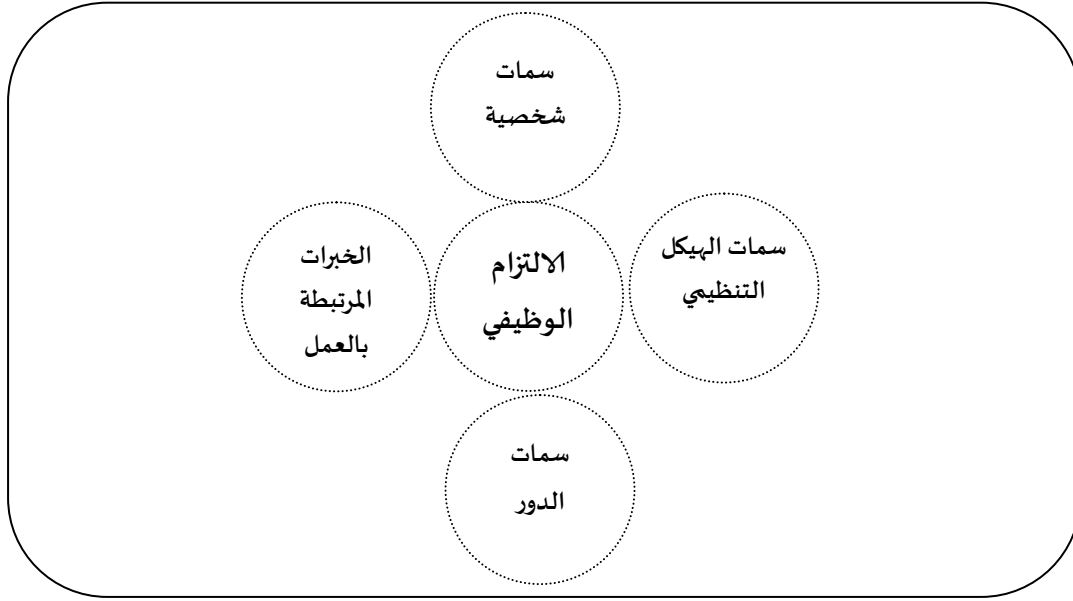 سمات
شخصية
سمات الهيكل
التنظيمي
الالتزام
الوظيفي
الخبرات
المرتبطة
بالعمل
سمات
الدور